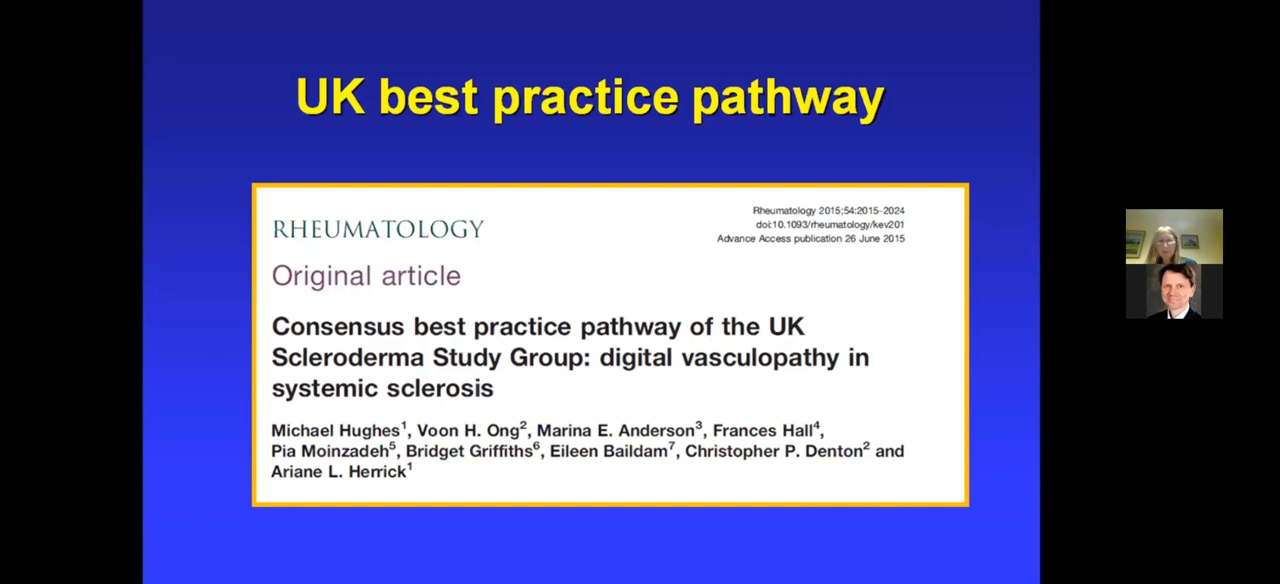 UK best practice pathway
RHEUMATOLOGY
Rheumatology 2015;54:2015–2024
doi:10.1093/rheumatology/kev201
Advance Access publication 26 June 2015
Original article
Consensus best practice pathway of the UK
Scleroderma Study Group: digital vasculopathy in
systemic sclerosis
Michael Hughes¹, Voon H. Ong², Marina E. Anderson³, Frances Hall⁴,
Pia Moinzadeh⁵, Bridget Griffiths⁶, Eileen Baildam⁷, Christopher P. Denton² and
Ariane L. Herrick¹